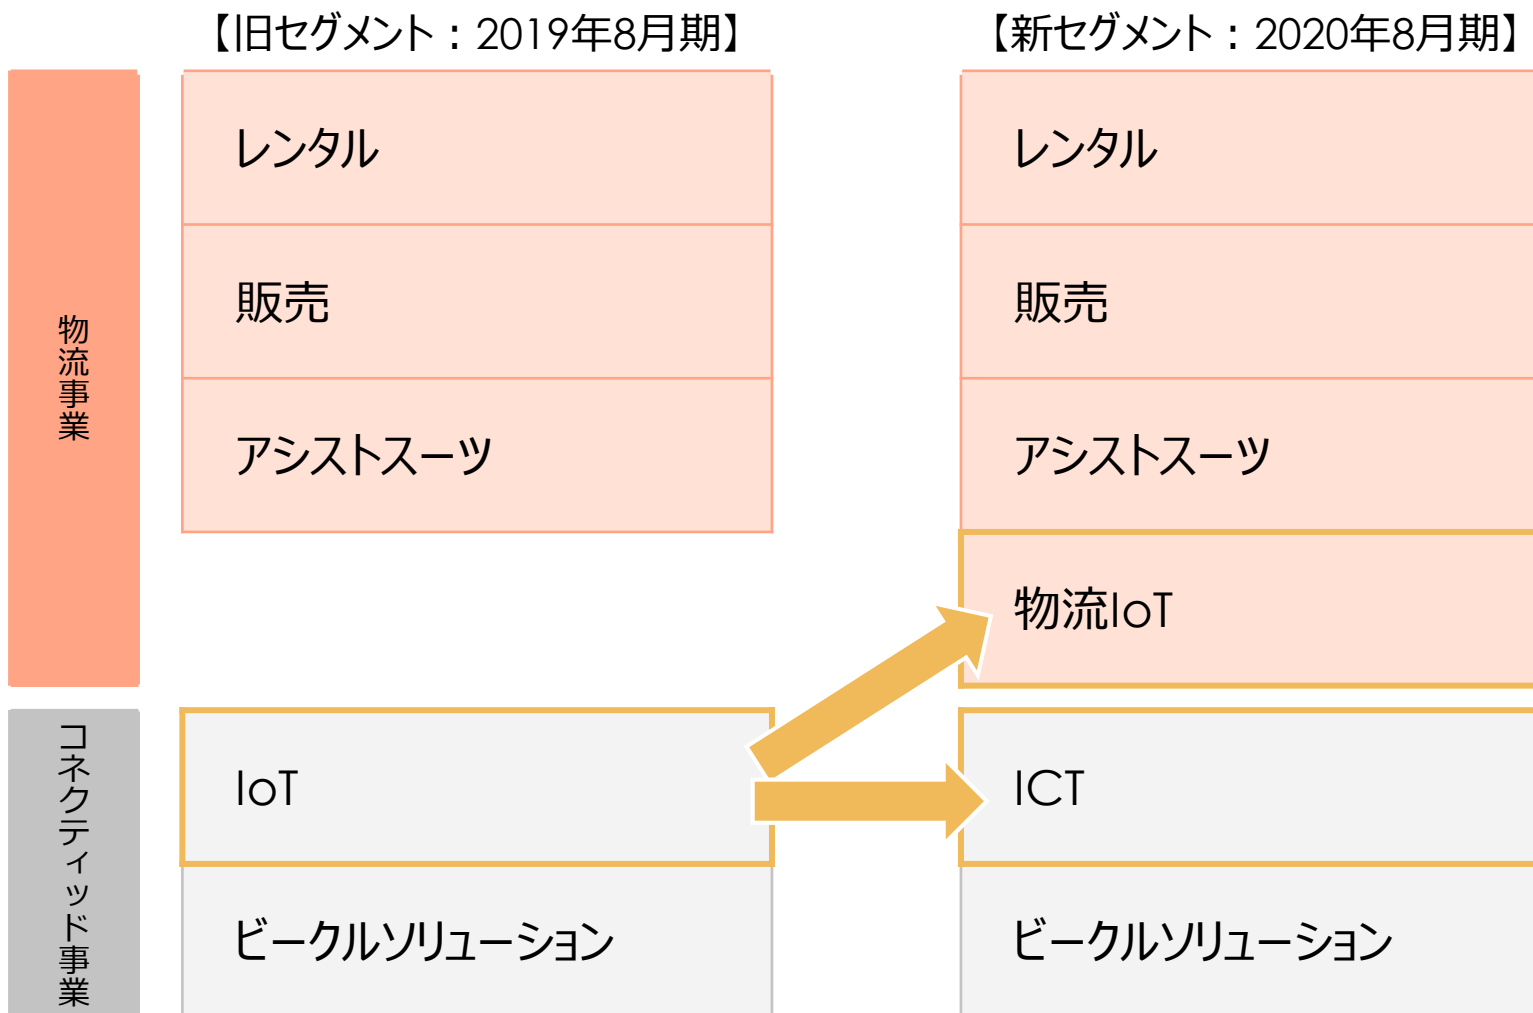 【旧セグメント：2019年8月期】
【新セグメント：2020年8月期】
物流事業
レンタル
レンタル
販売
販売
アシストスーツ
アシストスーツ
物流IoT
コネクティッド事業
IoT
ICT
ビークルソリューション
ビークルソリューション